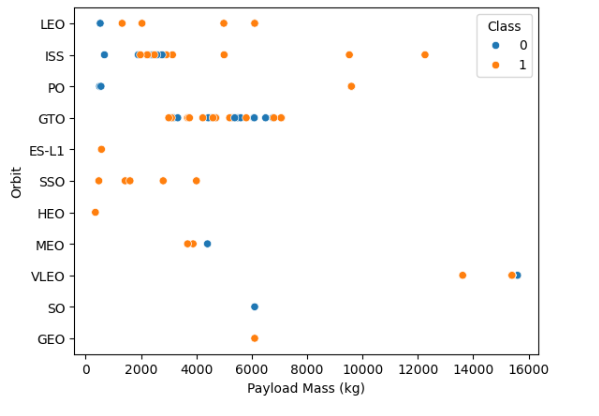 LEO
ISS
PO
GTO
ES-L1
SSO
HEO
MEO
VLEO
SO
GEO
Orbit
Class
0
1
0 2000 4000 6000 8000 10000 12000 14000 16000
Payload Mass (kg)